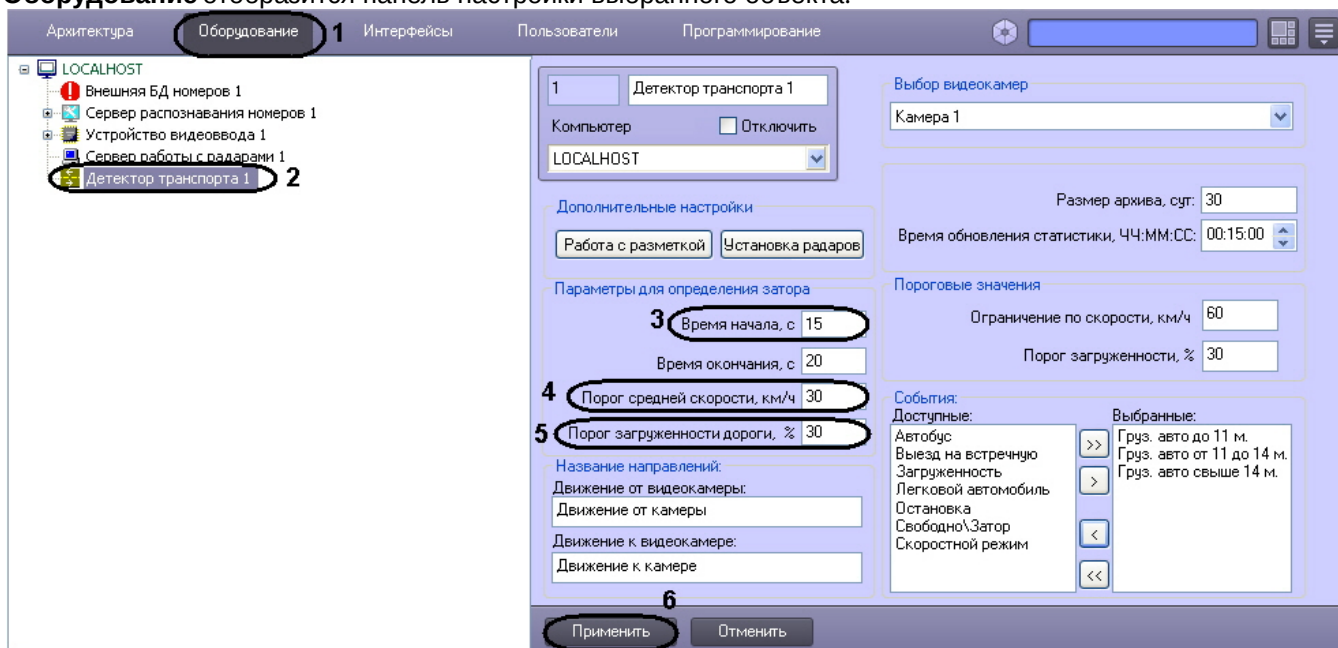 Оборудование отобразится панель настройки выбранного объекта.
Архитектура Оборудование 1 Интерфейсы Пользователи Программирование
LOCALHOST
Внешняя БД номеров 1
Сервер распознавания номеров 1
Устройство видеоввода 1
Сервер работы с радарами 1
Детектор транспорта 1 2
1 Детектор транспорта 1
Компьютер Отключить
LOCALHOST
Дополнительные настройки
Работа с разметкой Установка радаров
Параметры для определения затора
3 Время начала, с 15
Время окончания, с 20
4 Порог средней скорости, км/ч 30
5 Порог загруженности дороги, % 30
Название направлений:
Движение от видеокамеры:
Движение от камеры
Движение к видеокамере:
Движение к камере
Выбор видеокамер
Камера 1
Размер архива, сут: 30
Время обновления статистики, ЧЧ:ММ:СС: 00:15:00
Пороговые значения
Ограничение по скорости, км/ч 60
Порог загруженности, % 30
События:
Доступные:
Автобус
Выезд на встречную
Загруженность
Легковой автомобиль
Остановка
Свободно\Затор
Скоростной режим
>>
>
<
<<
Выбранные:
Груз. авто до 11 м.
Груз. авто от 11 до 14 м.
Груз. авто свыше 14 м.
6
Применить Отменить